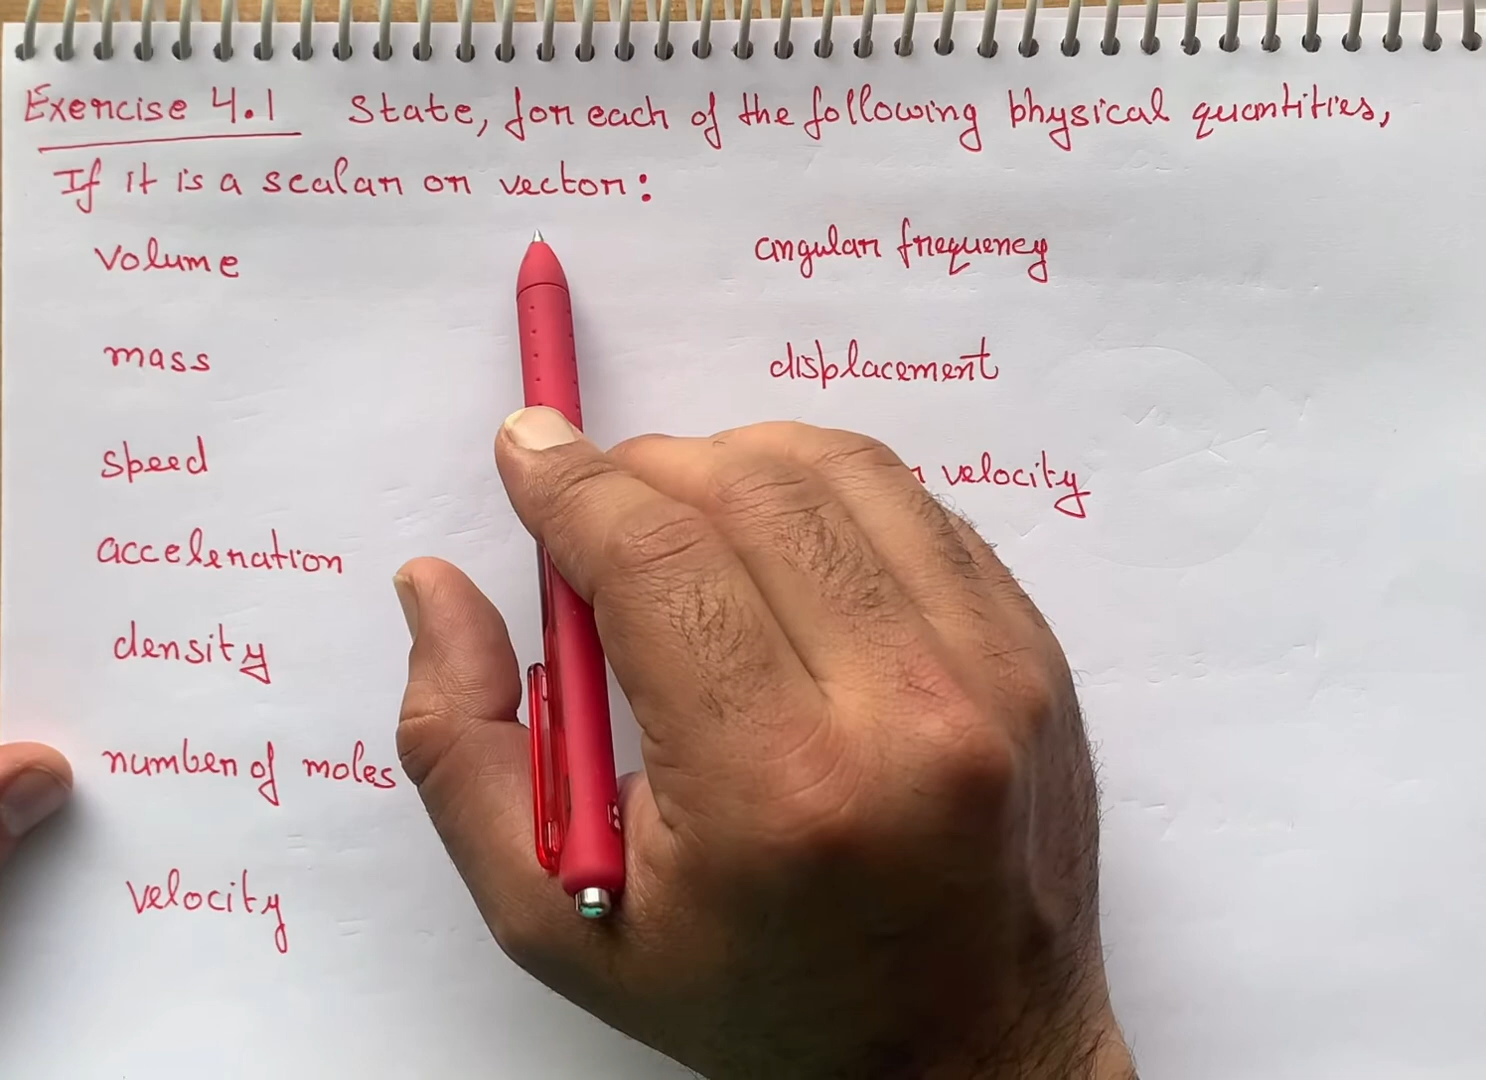 Exercise 4.1 State, for each of the following physical quantities,
If it is a scalar or vector:
volume
angular frequency
mass
displacement
speed
velocity
acceleration
density
number of moles
velocity